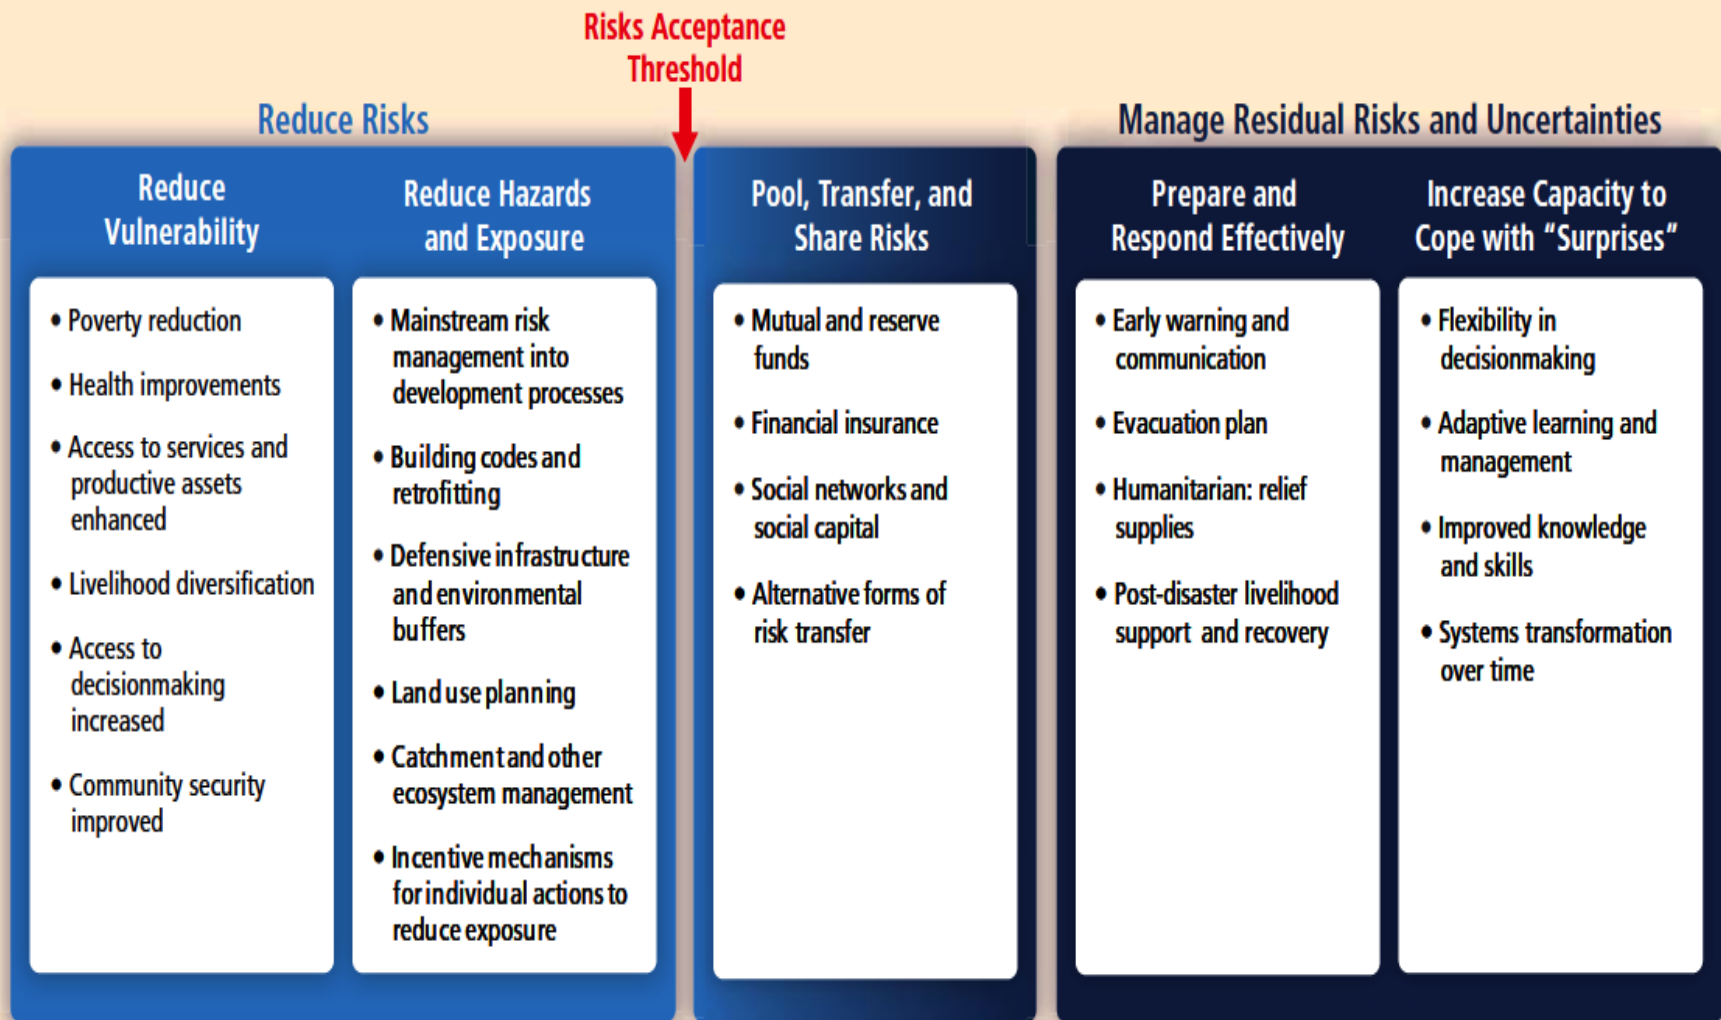 Risks Acceptance
Threshold
Reduce Risks
Manage Residual Risks and Uncertainties
Reduce
Vulnerability
• Poverty reduction
• Health improvements
• Access to services and
productive assets
enhanced
• Livelihood diversification
• Access to
decisionmaking
increased
• Community security
improved
Reduce Hazards
and Exposure
• Mainstream risk
management into
development processes
• Building codes and
retrofitting
• Defensive infrastructure
and environmental
buffers
• Land use planning
• Catchment and other
ecosystem management
• Incentive mechanisms
for individual actions to
reduce exposure
Pool, Transfer, and
Share Risks
• Mutual and reserve
funds
• Financial insurance
• Social networks and
social capital
• Alternative forms of
risk transfer
Prepare and
Respond Effectively
• Early warning and
communication
• Evacuation plan
• Humanitarian: relief
supplies
• Post-disaster livelihood
support and recovery
Increase Capacity to
Cope with “Surprises”
• Flexibility in
decisionmaking
• Adaptive learning and
management
• Improved knowledge
and skills
• Systems transformation
over time